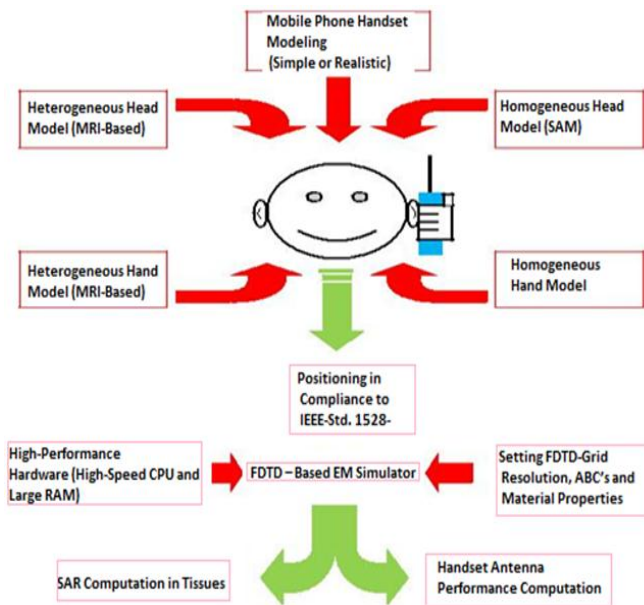 Mobile Phone Handset
Modeling
(Simple or Realistic)
Heterogeneous Head
Model (MRI-Based)
Homogeneous Head
Model (SAM)
Heterogeneous Hand
Model (MRI-Based)
Homogeneous
Hand Model
Positioning in
Compliance to
IEEE-Std. 1528-
High-Performance
Hardware (High-Speed CPU and
Large RAM)
FDTD – Based EM Simulator
Setting FDTD-Grid
Resolution, ABC's and
Material Properties
SAR Computation in Tissues
Handset Antenna
Performance Computation